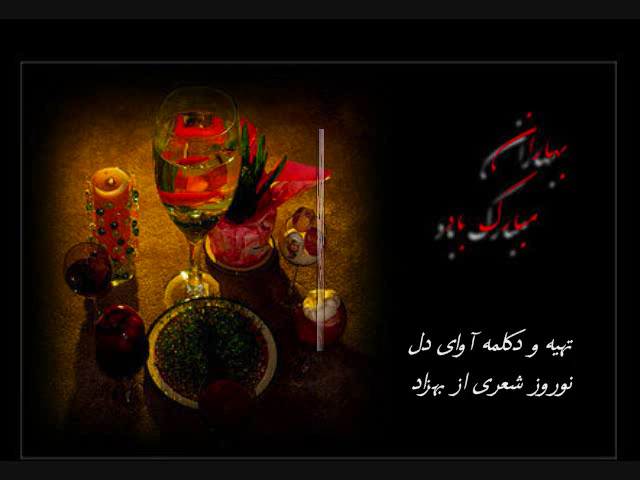 بهاران
مبارک باد
تهیه و دکلمه آوای دل
نوروز شعری از بهزاد